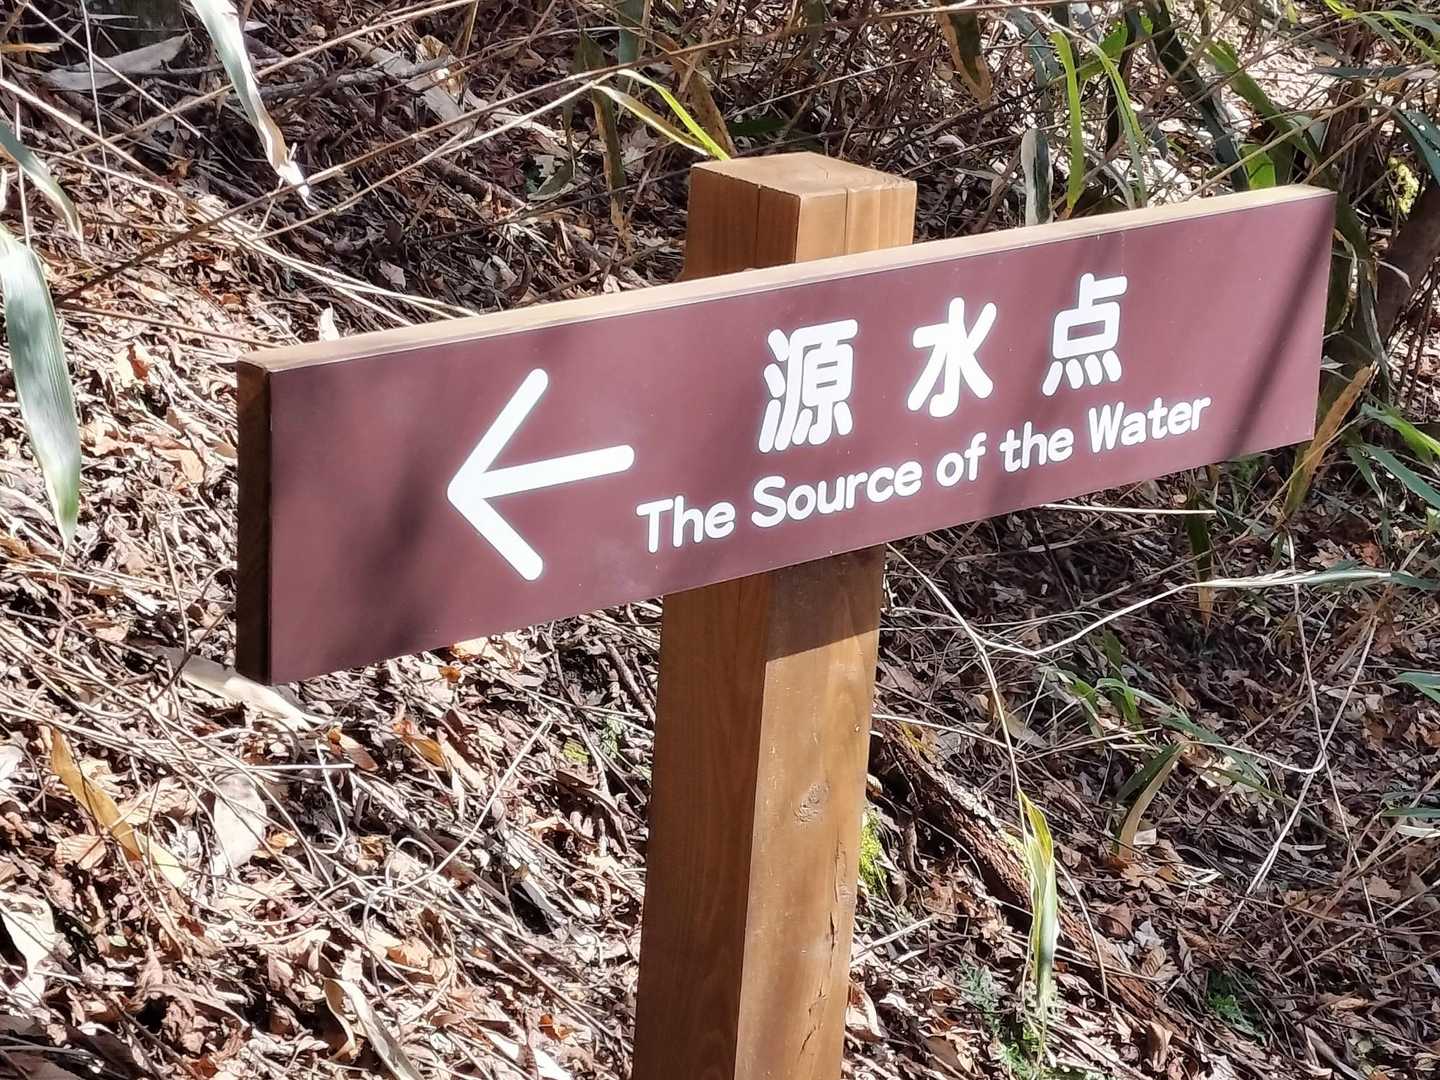 ← 源水点
The Source of the Water